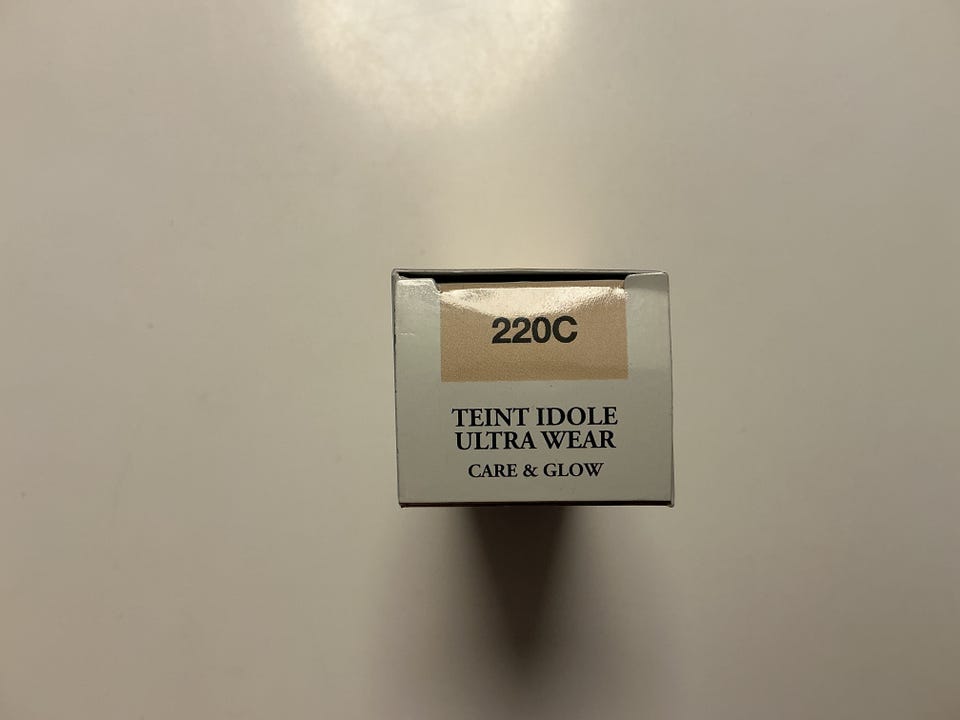 220C
TEINT IDOLE
ULTRA WEAR
CARE & GLOW